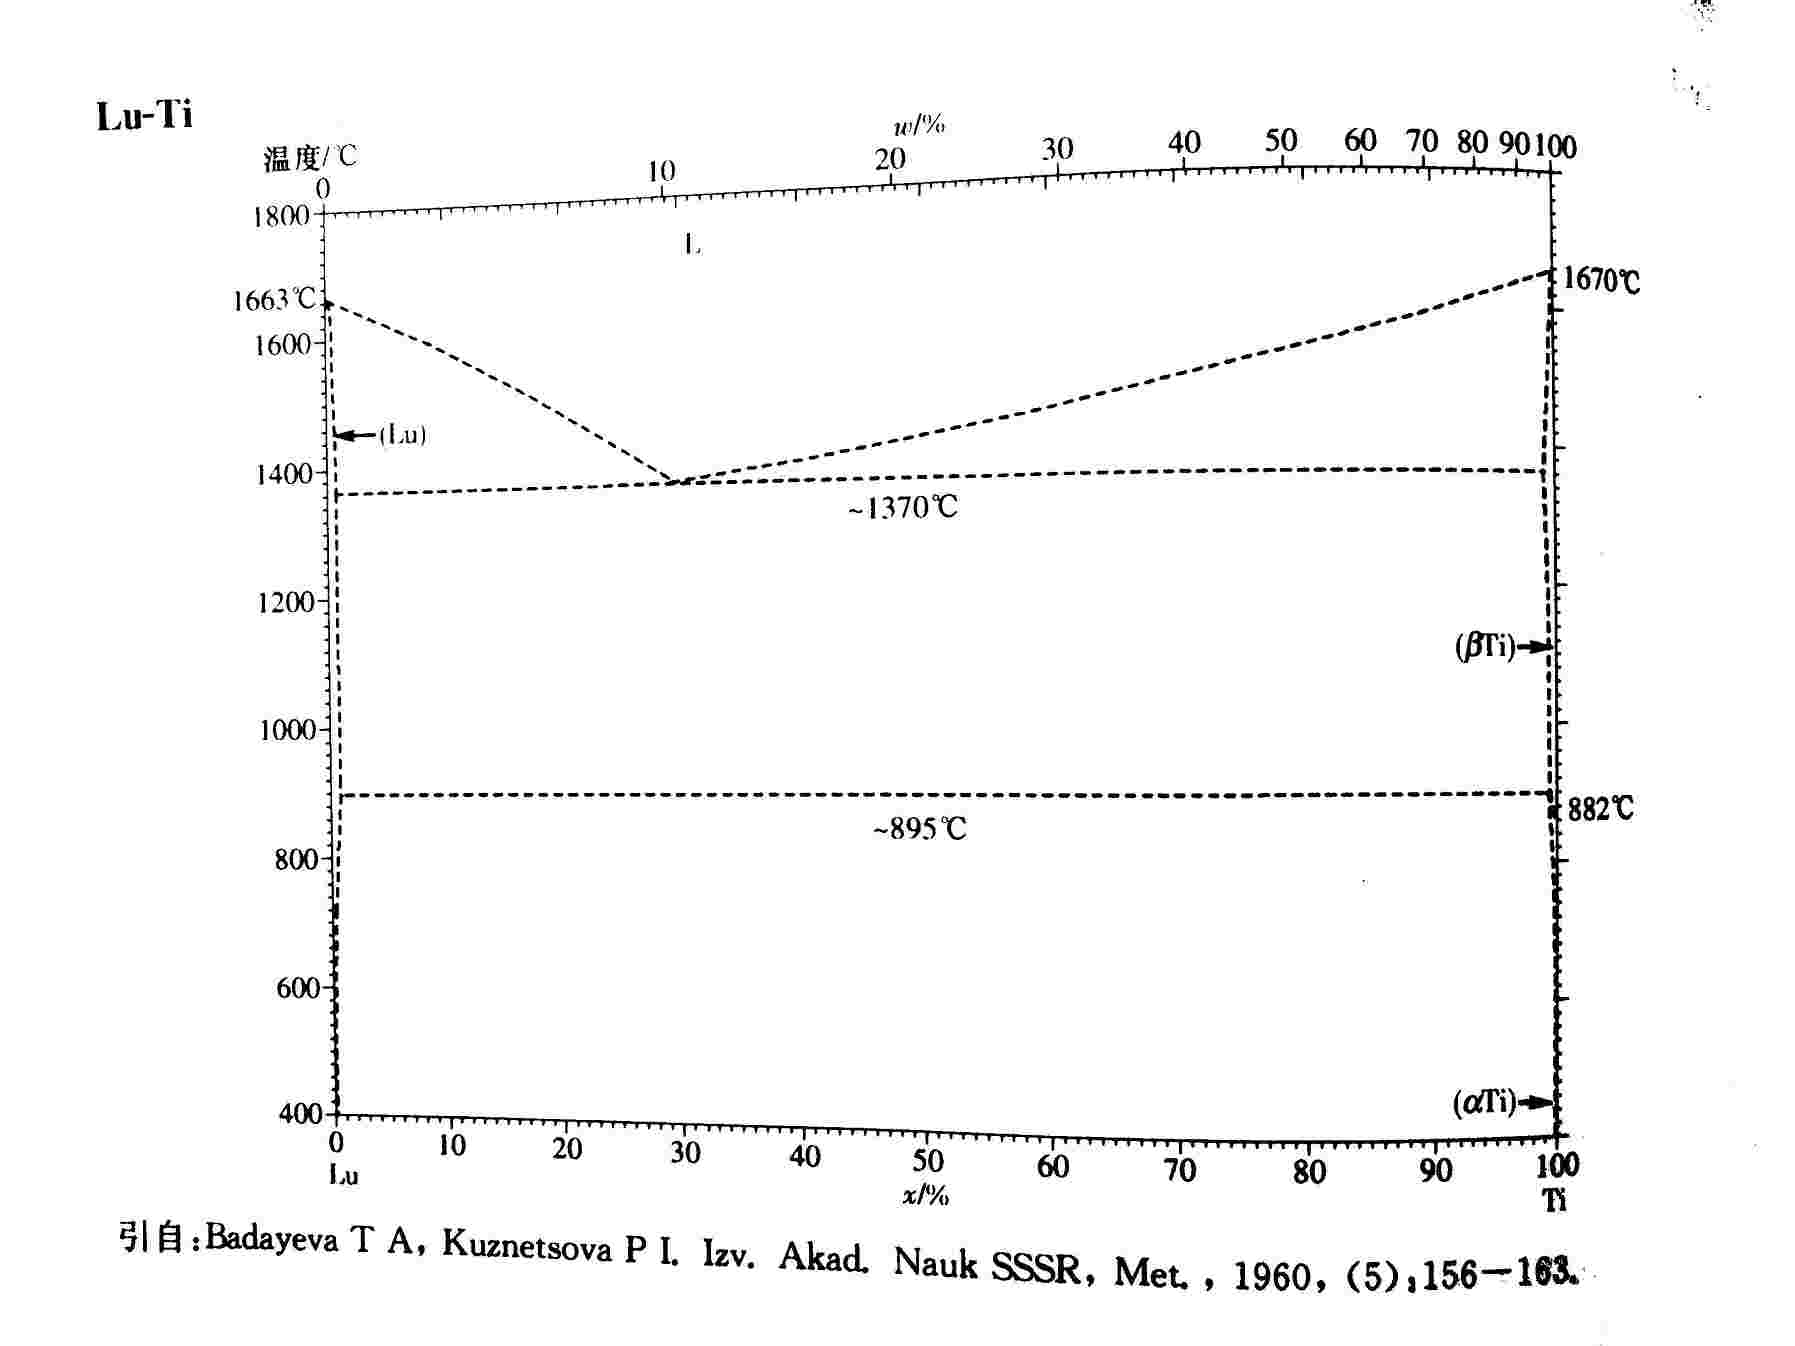 Lu-Ti
w/%
温度/℃
0 10 20 30 40 50 60 70 80 90 100
1800
L
1663℃
1670℃
1600
(Lu)
1400
~1370℃
1200
(βTi)
1000
~895℃
882℃
800
600
(αTi)
400
0 10 20 30 40 50 60 70 80 90 100
Lu
x/%
Ti
引自:Badayeva T A, Kuznetsova P I. Izv. Akad. Nauk SSSR, Met., 1960, (5);156-163.